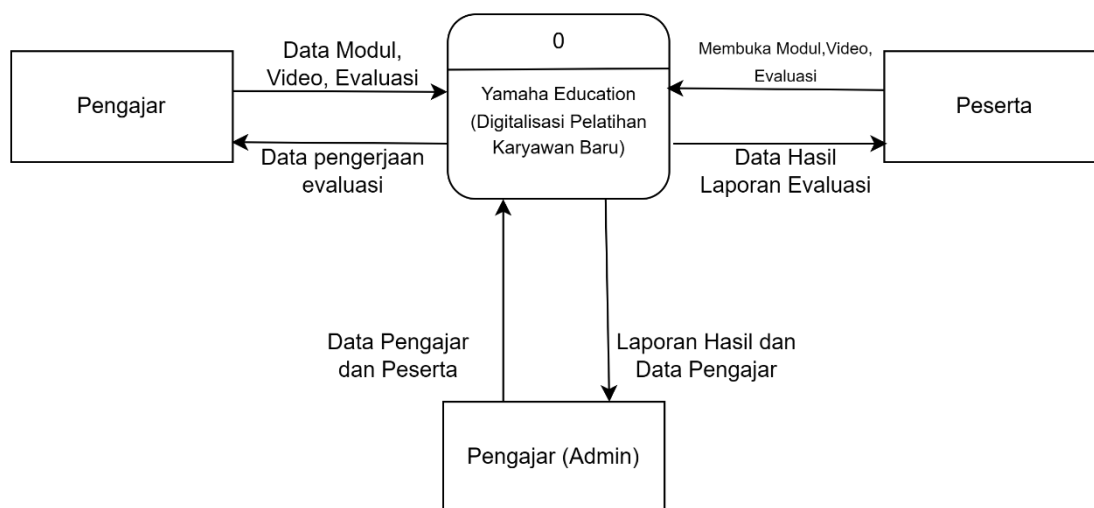 Pengajar
Data Modul,
Video, Evaluasi
Data pengerjaan
evaluasi
0
Yamaha Education
(Digitalisasi Pelatihan
Karyawan Baru)
Membuka Modul,Video,
Evaluasi
Data Hasil
Laporan Evaluasi
Peserta
Data Pengajar
dan Peserta
Laporan Hasil dan
Data Pengajar
Pengajar (Admin)